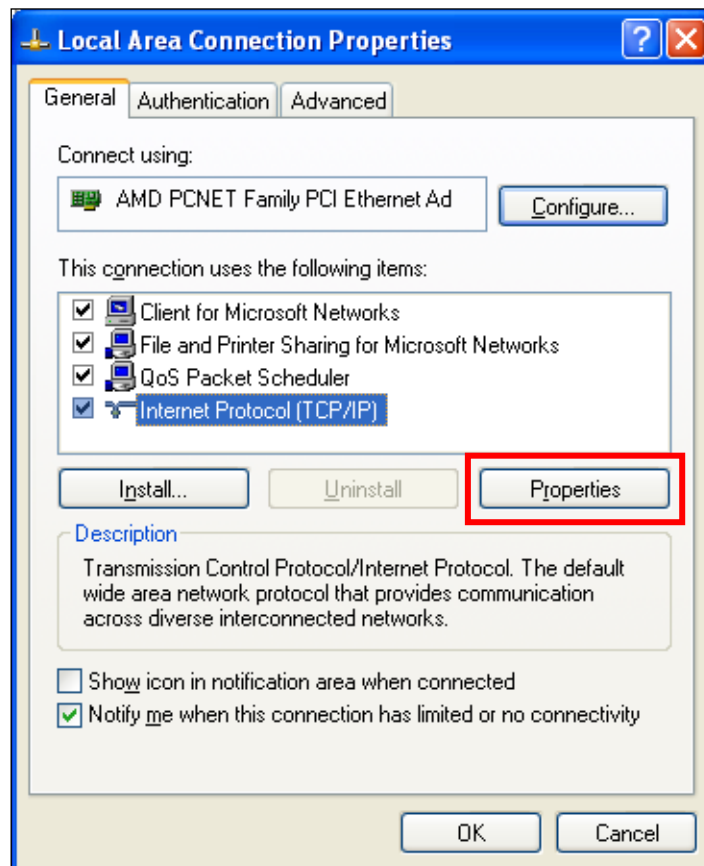 Local Area Connection Properties
General Authentication Advanced
Connect using:
AMD PCNET Family PCI Ethernet Ad
Configure...
This connection uses the following items:
Client for Microsoft Networks
File and Printer Sharing for Microsoft Networks
QoS Packet Scheduler
Internet Protocol (TCP/IP)
Install... Uninstall Properties
Description
Transmission Control Protocol/Internet Protocol. The default
wide area network protocol that provides communication
across diverse interconnected networks.
Show icon in notification area when connected
Notify me when this connection has limited or no connectivity
OK Cancel